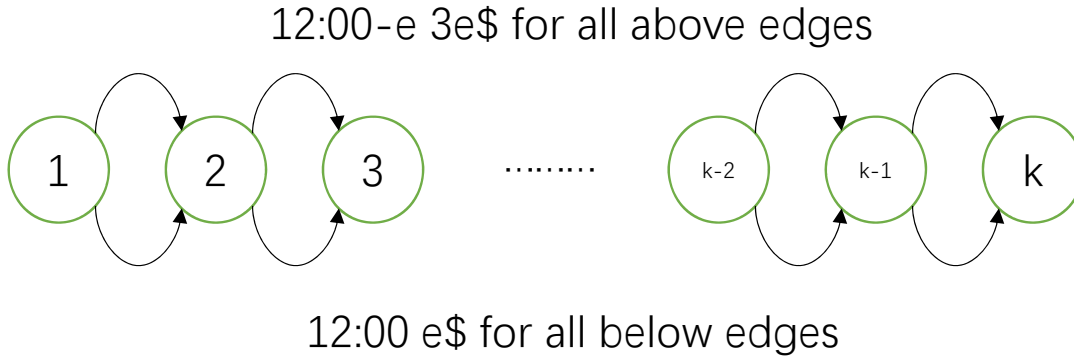 12:00-e 3e$ for all above edges
1 2 3 ……… k-2 k-1 k
12:00 e$ for all below edges